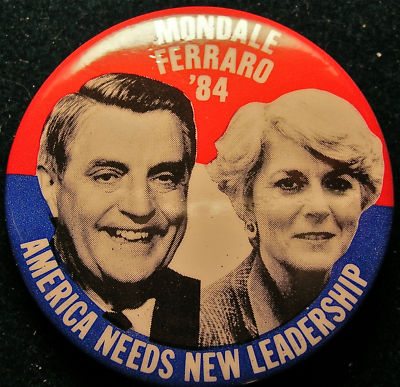 MONDALE
FERRARO
'84
AMERICA NEEDS NEW LEADERSHIP